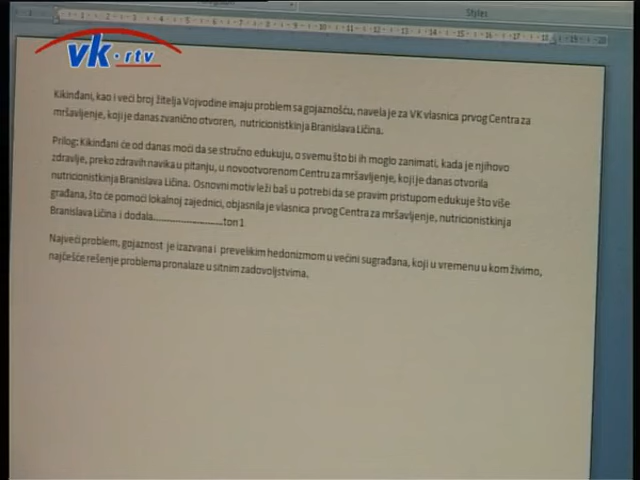 Styles
vk·rtv
Kikinđani, kao i veći broj žitelja Vojvodine imaju problem sa gojaznošću, navela je za VK vlasnica prvog Centra za
mršavljenje, koji je danas zvanično otvoren, nutricionistkinja Branislava Ličina.
Prilog: Kikinđani će od danas moći da se stručno edukuju, o svemu što bi ih moglo zanimati, kada je njihovo
zdravlje, preko zdravih navika u pitanju, u novootvorenom Centru za mršavljenje, koji je danas otvorila
nutricionistkinja Branislava Ličina. Osnovni motiv leži baš u potrebi da se pravim pristupom edukuje što više
građana, što će pomoći lokalnoj zajednici, objasnila je vlasnica prvog Centra za mršavljenje, nutricionistkinja
Branislava Ličina i dodala............................ton 1
Najveći problem, gojaznost je izazvana i prevelikim hedonizmom u većini sugrađana, koji u vremenu u kom živimo,
najčešće rešenje problema pronalaze u sitnim zadovoljstvima.